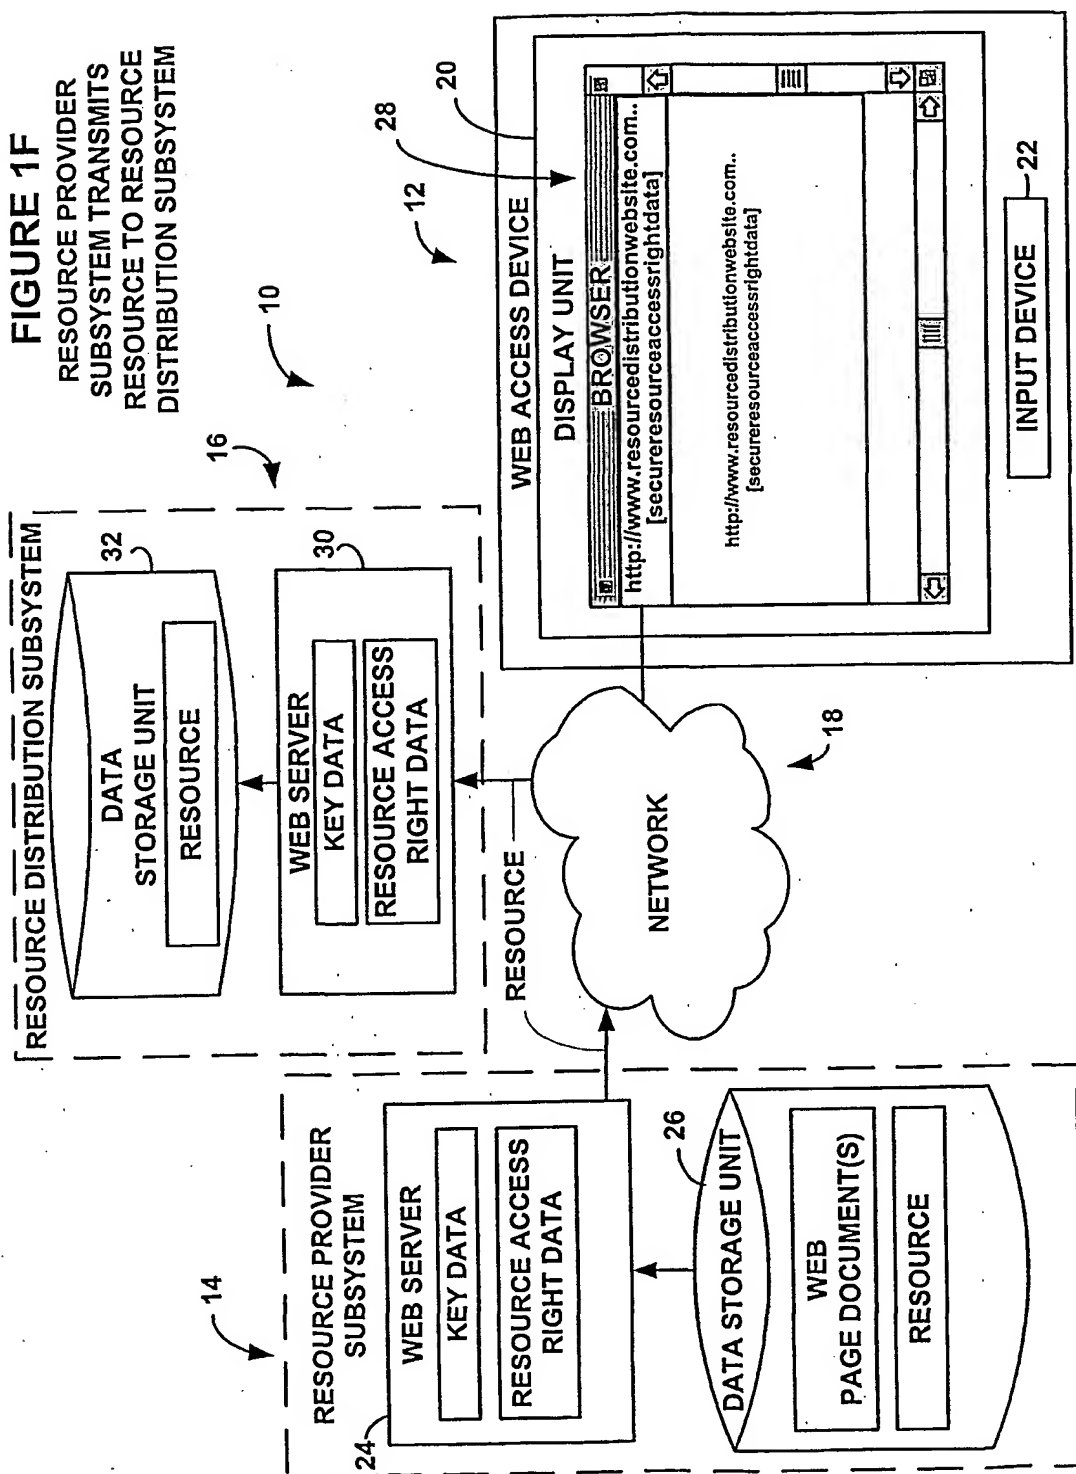 FIGURE 1F
RESOURCE PROVIDER
SUBSYSTEM TRANSMITS
RESOURCE TO RESOURCE
DISTRIBUTION SUBSYSTEM
10
12
14
RESOURCE PROVIDER
SUBSYSTEM
24
WEB SERVER
KEY DATA
RESOURCE ACCESS
RIGHT DATA
26
DATA STORAGE UNIT
WEB
PAGE DOCUMENT(S)
RESOURCE
RESOURCE
NETWORK
18
16
RESOURCE DISTRIBUTION SUBSYSTEM
32
DATA
STORAGE UNIT
RESOURCE
30
WEB SERVER
KEY DATA
RESOURCE ACCESS
RIGHT DATA
WEB ACCESS DEVICE
20
DISPLAY UNIT
28
BROWSER
http://www.resourcedistributionwebsite.com..
[secureresourceaccessrightdata]
http://www.resourcedistributionwebsite.com..
[secureresourceaccessrightdata]
INPUT DEVICE
22